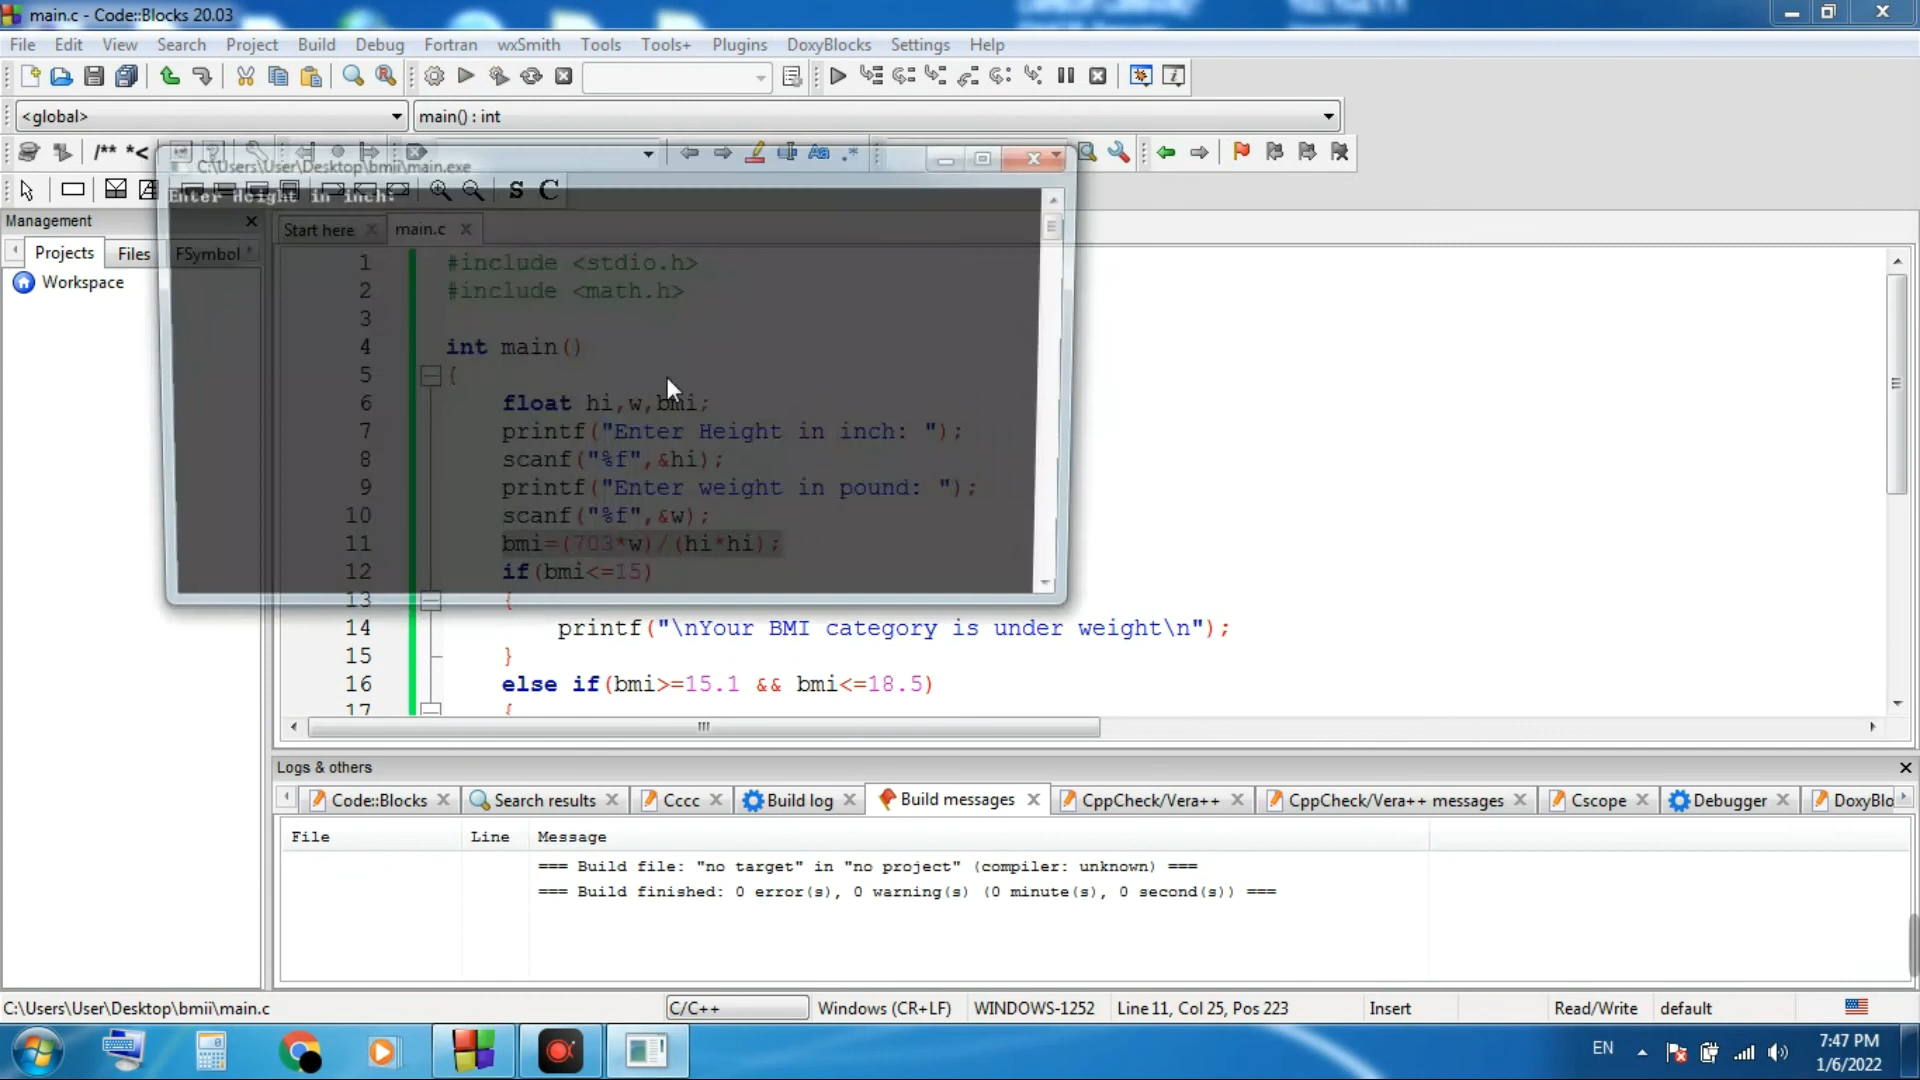 main.c - Code::Blocks 20.03
File Edit View Search Project Build Debug Fortran wxSmith Tools Tools+ Plugins DoxyBlocks Settings Help
<global>
main() : int
/** *<
C:\Users\User\Desktop\bmii\main.exe
S C
Enter Height in inch:
Management
Start here
main.c
Projects
Files
FSymbol
Workspace
1 #include <stdio.h>
2 #include <math.h>
3
4 int main()
5 {
6 float hi,w,bmi;
7 printf("Enter Height in inch: ");
8 scanf("%f",&hi);
9 printf("Enter weight in pound: ");
10 scanf("%f",&w);
11 bmi=(703*w)/(hi*hi);
12 if(bmi<=15)
13 {
14 printf("\nYour BMI category is under weight\n");
15 }
16 else if(bmi>=15.1 && bmi<=18.5)
17 {
Logs & others
Code::Blocks
Search results
Cccc
Build log
Build messages
CppCheck/Vera++
CppCheck/Vera++ messages
Cscope
Debugger
DoxyBlo
File Line Message
=== Build file: "no target" in "no project" (compiler: unknown) ===
=== Build finished: 0 error(s), 0 warning(s) (0 minute(s), 0 second(s)) ===
C:\Users\User\Desktop\bmii\main.c
C/C++
Windows (CR+LF)
WINDOWS-1252
Line 11, Col 25, Pos 223
Insert
Read/Write
default
EN
7:47 PM
1/6/2022